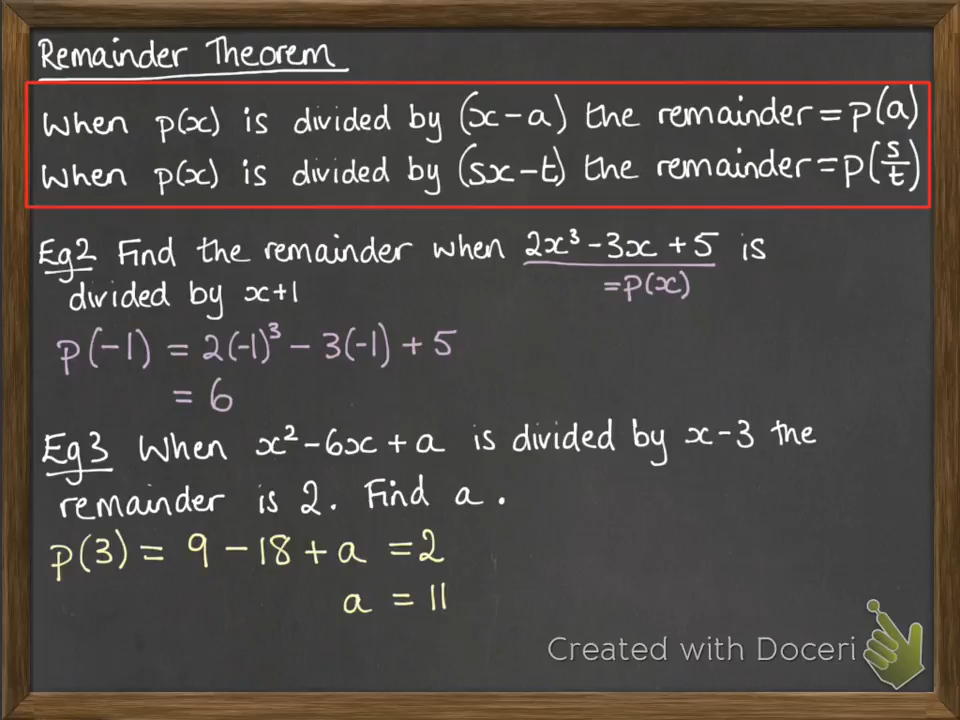 Remainder Theorem
When p(x) is divided by (x-a) the remainder = p(a)
When p(x) is divided by (sx-t) the remainder = p(s/t)
Eg2 Find the remainder when 2x³ - 3x + 5 is
= p(x)
divided by x+1
p(-1) = 2(-1)³ - 3(-1) + 5
= 6
Eg3 When x² - 6x + a is divided by x-3 the
remainder is 2. Find a.
p(3) = 9 - 18 + a = 2
a = 11
Created with Doceri